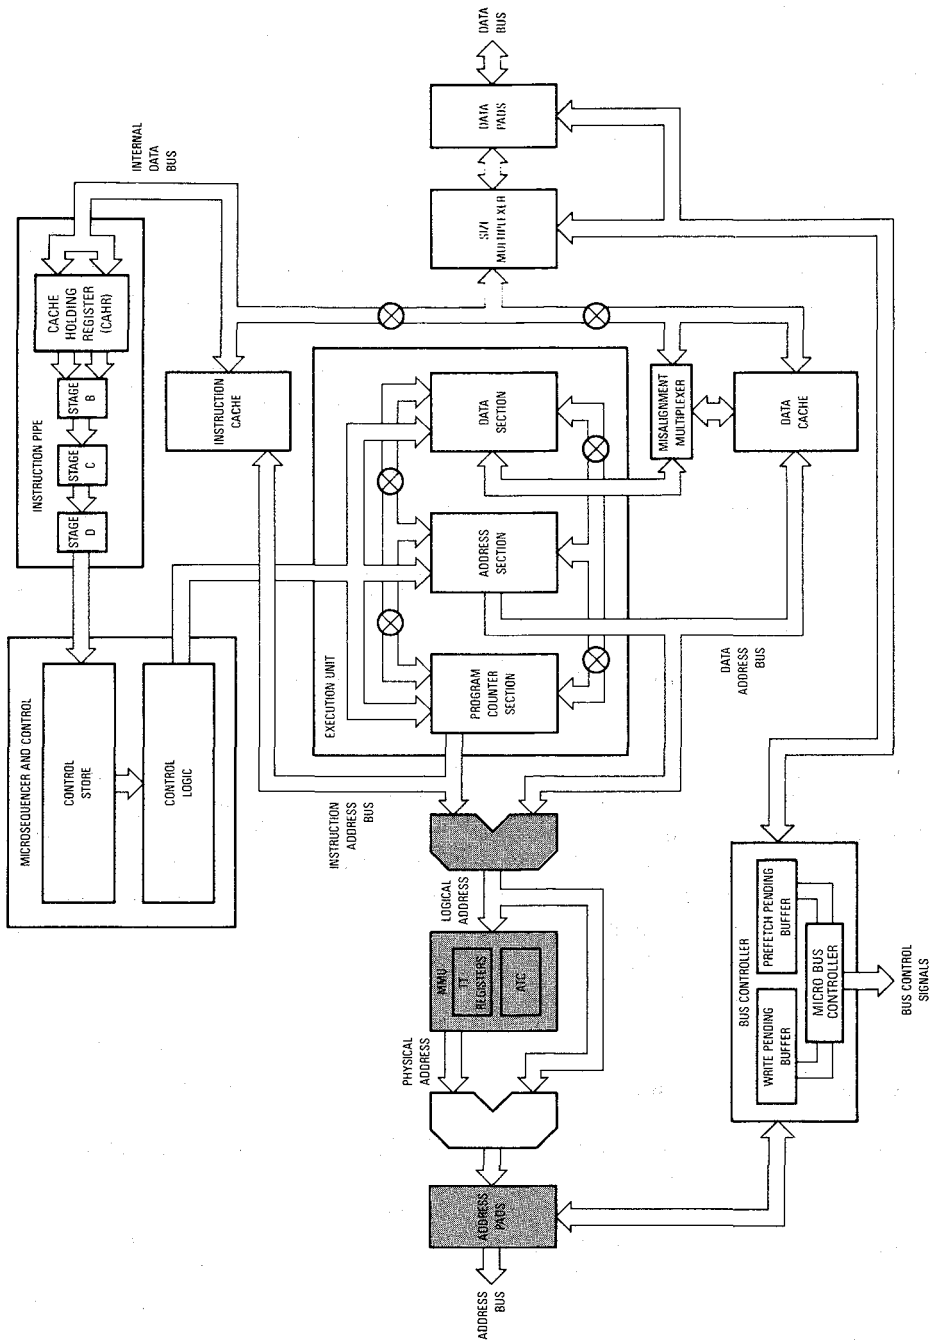 MICROSEQUENCER AND CONTROL
CONTROL
STORE
CONTROL
LOGIC
INSTRUCTION PIPE
STAGE
D
STAGE
C
STAGE
B
CACHE
HOLDING
REGISTER
(CAHR)
INTERNAL
DATA
BUS
INSTRUCTION
CACHE
INSTRUCTION
ADDRESS
BUS
EXECUTION UNIT
PROGRAM
COUNTER
SECTION
ADDRESS
SECTION
DATA
SECTION
ADDRESS
BUS
ADDRESS
PADS
PHYSICAL
ADDRESS
MMU
TT
REGISTERS
ATC
LOGICAL
ADDRESS
SIZE
MULTIPLEXER
DATA
PADS
DATA
BUS
MISALIGNMENT
MULTIPLEXER
DATA
CACHE
DATA
ADDRESS
BUS
BUS CONTROLLER
WRITE PENDING
BUFFER
PREFETCH PENDING
BUFFER
MICRO BUS
CONTROLLER
BUS CONTROL
SIGNALS